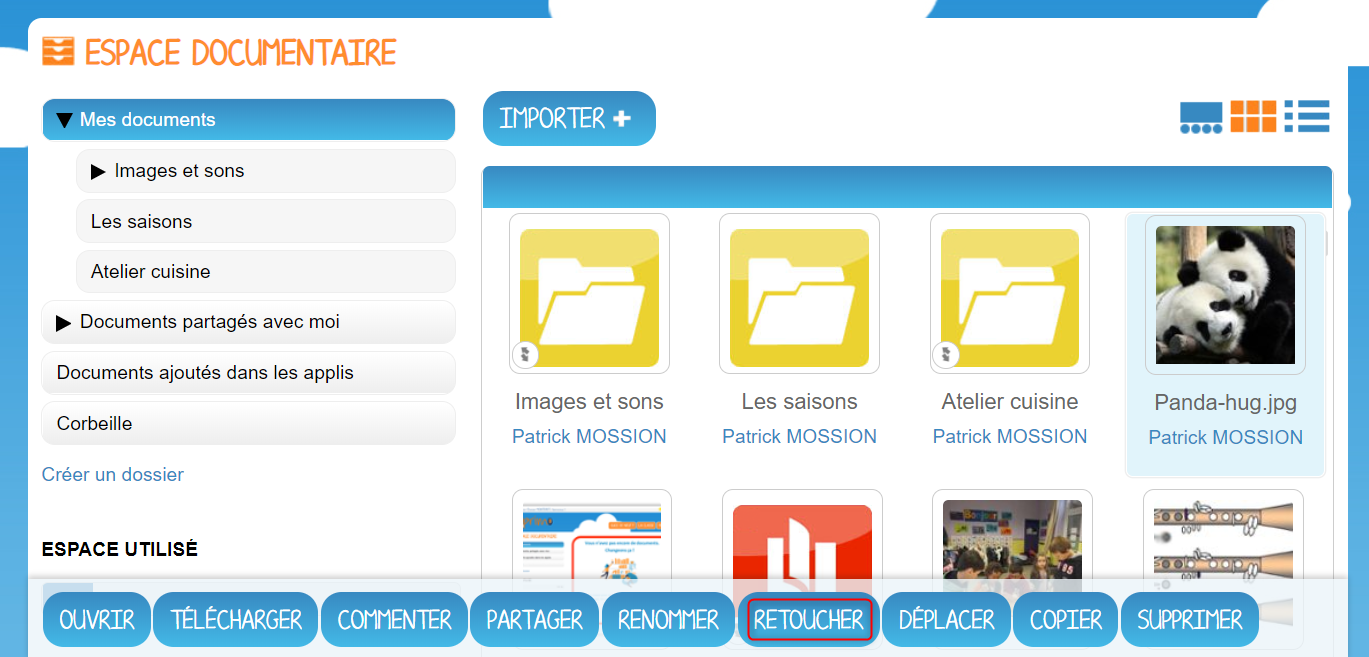 ESPACE DOCUMENTAIRE
Mes documents
Images et sons
Les saisons
Atelier cuisine
Documents partagés avec moi
Documents ajoutés dans les applis
Corbeille
Créer un dossier
ESPACE UTILISÉ
IMPORTER +
Images et sons
Les saisons
Atelier cuisine
Panda-hug.jpg
Patrick MOSSION
Patrick MOSSION
Patrick MOSSION
Patrick MOSSION
OUVRIR
TÉLÉCHARGER
COMMENTER
PARTAGER
RENOMMER
RETOUCHER
DÉPLACER
COPIER
SUPPRIMER